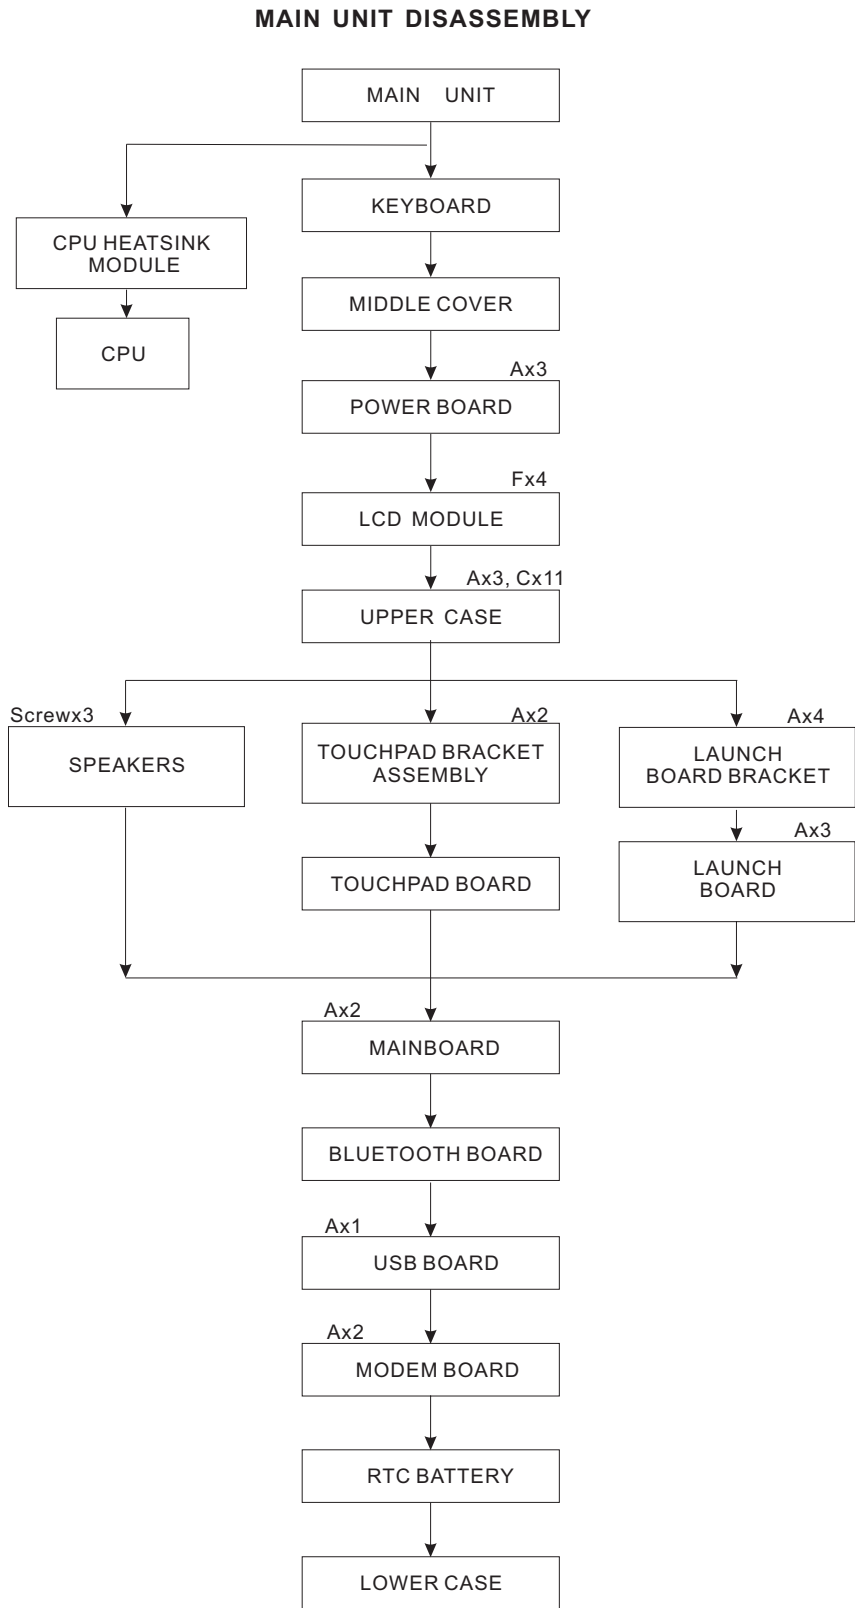 MAIN UNIT DISASSEMBLY
MAIN UNIT
KEYBOARD
CPU HEATSINK
MODULE
MIDDLE COVER
CPU
Ax3
POWER BOARD
Fx4
LCD MODULE
Ax3, Cx11
UPPER CASE
Screwx3
SPEAKERS
Ax2
TOUCHPAD BRACKET
ASSEMBLY
Ax4
LAUNCH
BOARD BRACKET
Ax3
LAUNCH
BOARD
TOUCHPAD BOARD
Ax2
MAINBOARD
BLUETOOTH BOARD
Ax1
USB BOARD
Ax2
MODEM BOARD
RTC BATTERY
LOWER CASE